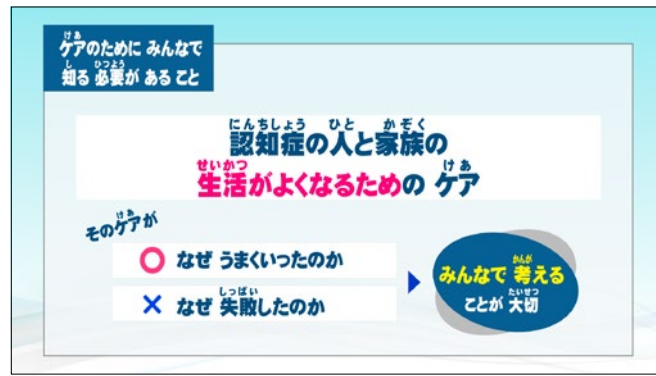 ケアのために みんなで
知る 必要が あること
認知症の人と家族の
生活がよくなるための ケア
そのケアが
○ なぜ うまくいったのか
× なぜ 失敗したのか
みんなで 考える
ことが 大切